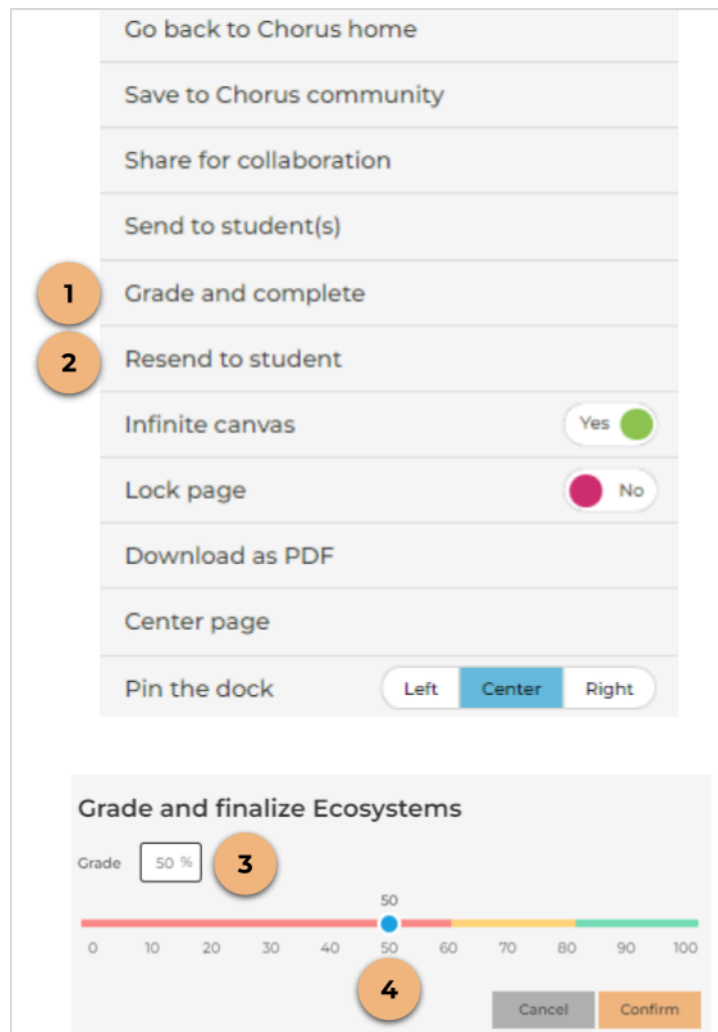 Go back to Chorus home
Save to Chorus community
Share for collaboration
Send to student(s)
1 Grade and complete
2 Resend to student
Infinite canvas Yes
Lock page No
Download as PDF
Center page
Pin the dock Left Center Right
Grade and finalize Ecosystems
Grade 50 % 3
50
0 10 20 30 40 50 60 70 80 90 100
4
Cancel Confirm